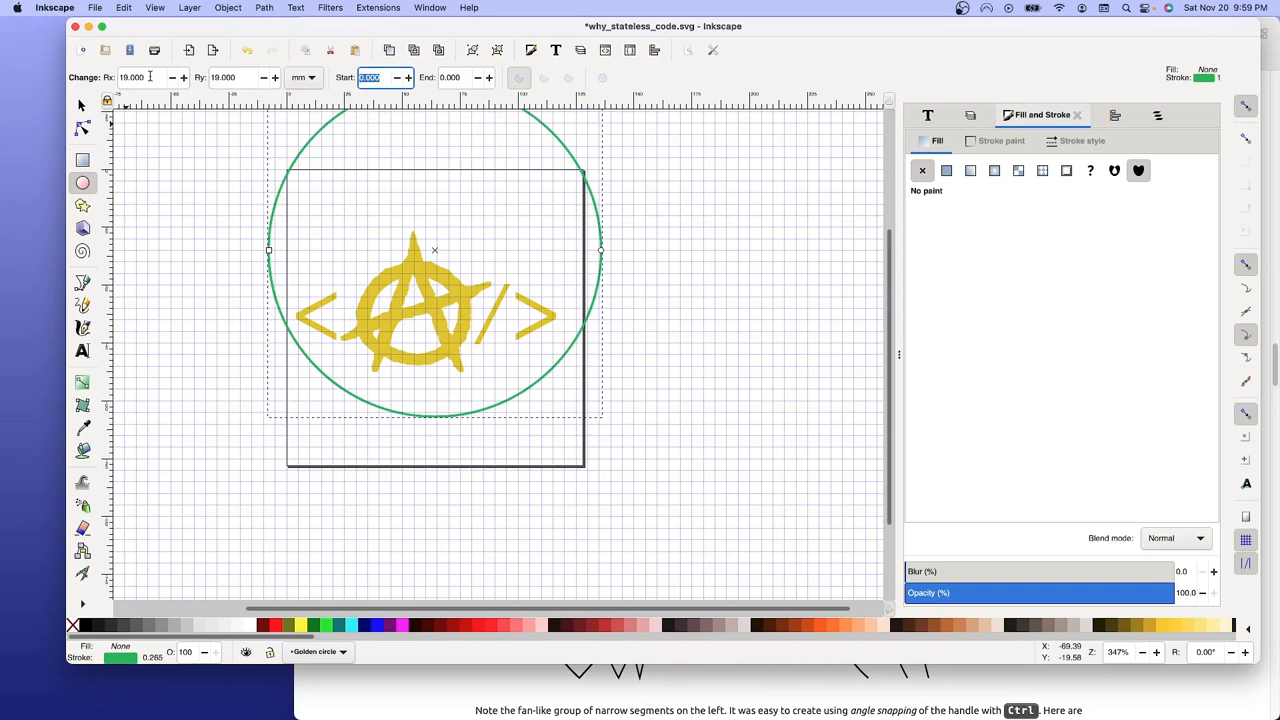 Inkscape File Edit View Layer Object Path Text Filters Extensions Window Help Sat Nov 20 9:59 PM
*why_stateless_code.svg - Inkscape
Change: Rx: 19.000 − + Ry: 19.000 − + mm Start: 0.000 − + End: 0.000 − + Fill: None
Stroke: 1
Fill and Stroke
Fill Stroke paint Stroke style
No paint
< A / >
Blend mode: Normal
Blur (%) 0.0 − +
Opacity (%) 100.0 − +
Fill: None O: 100 − + Golden circle X: -69.39 Z: 347% − + R: 0.00° − +
Stroke: 0.265 Y: -19.58
Note the fan-like group of narrow segments on the left. It was easy to create using angle snapping of the handle with Ctrl. Here are